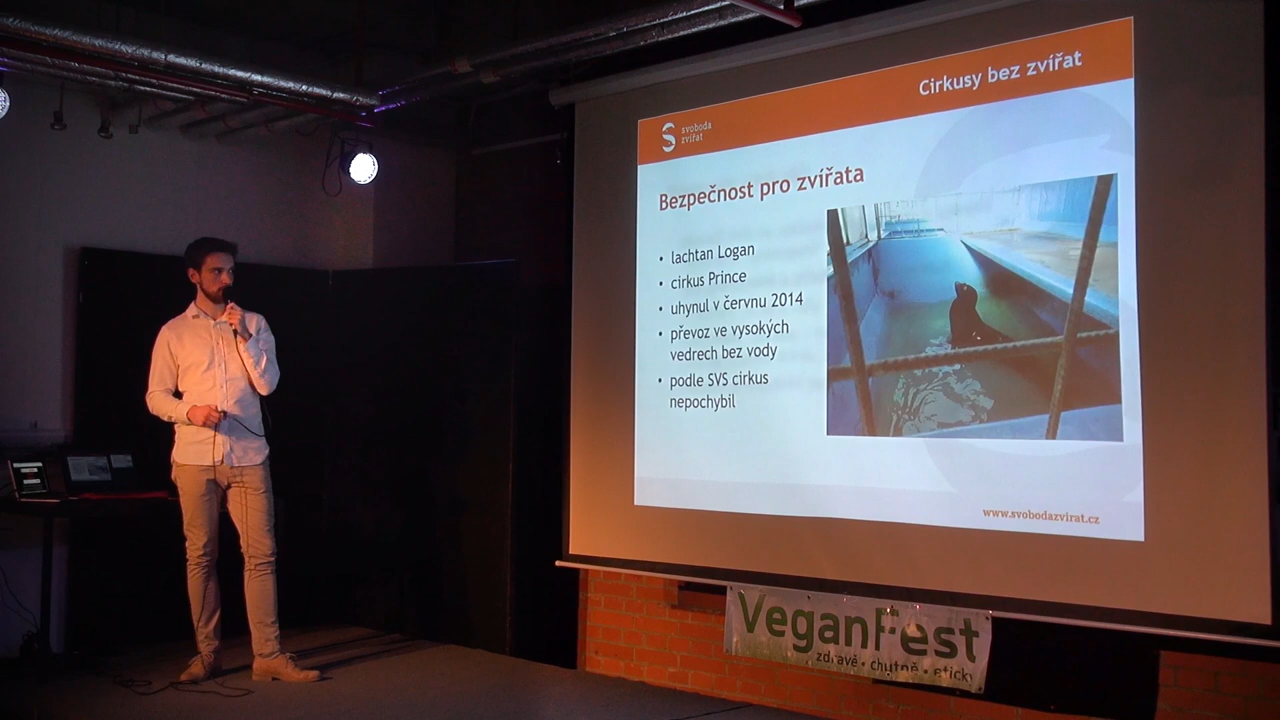 Cirkusy bez zvířat
svoboda
zvířat
Bezpečnost pro zvířata
• lachtan Logan
• cirkus Prince
• uhynul v červnu 2014
• převoz ve vysokých
vedrech bez vody
• podle SVS cirkus
nepochybil
www.svobodazvirat.cz
VeganFest
zdravě • chutně • eticky